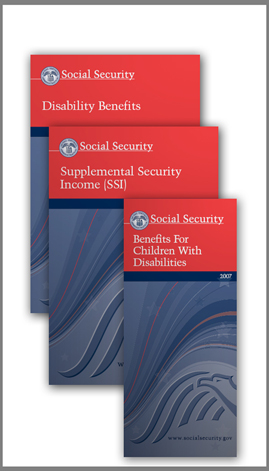 Social Security
Disability Benefits
Social Security
Supplemental Security
Income (SSI)
Social Security
Benefits For
Children With
Disabilities
2007
www.socialsecurity.gov